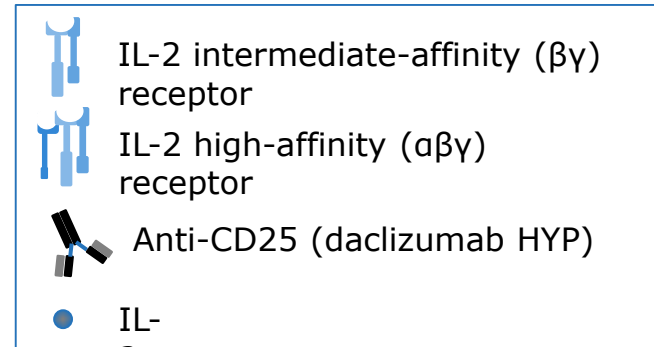 IL-2 intermediate-affinity (βγ)
receptor
IL-2 high-affinity (αβγ)
receptor
Anti-CD25 (daclizumab HYP)
IL-